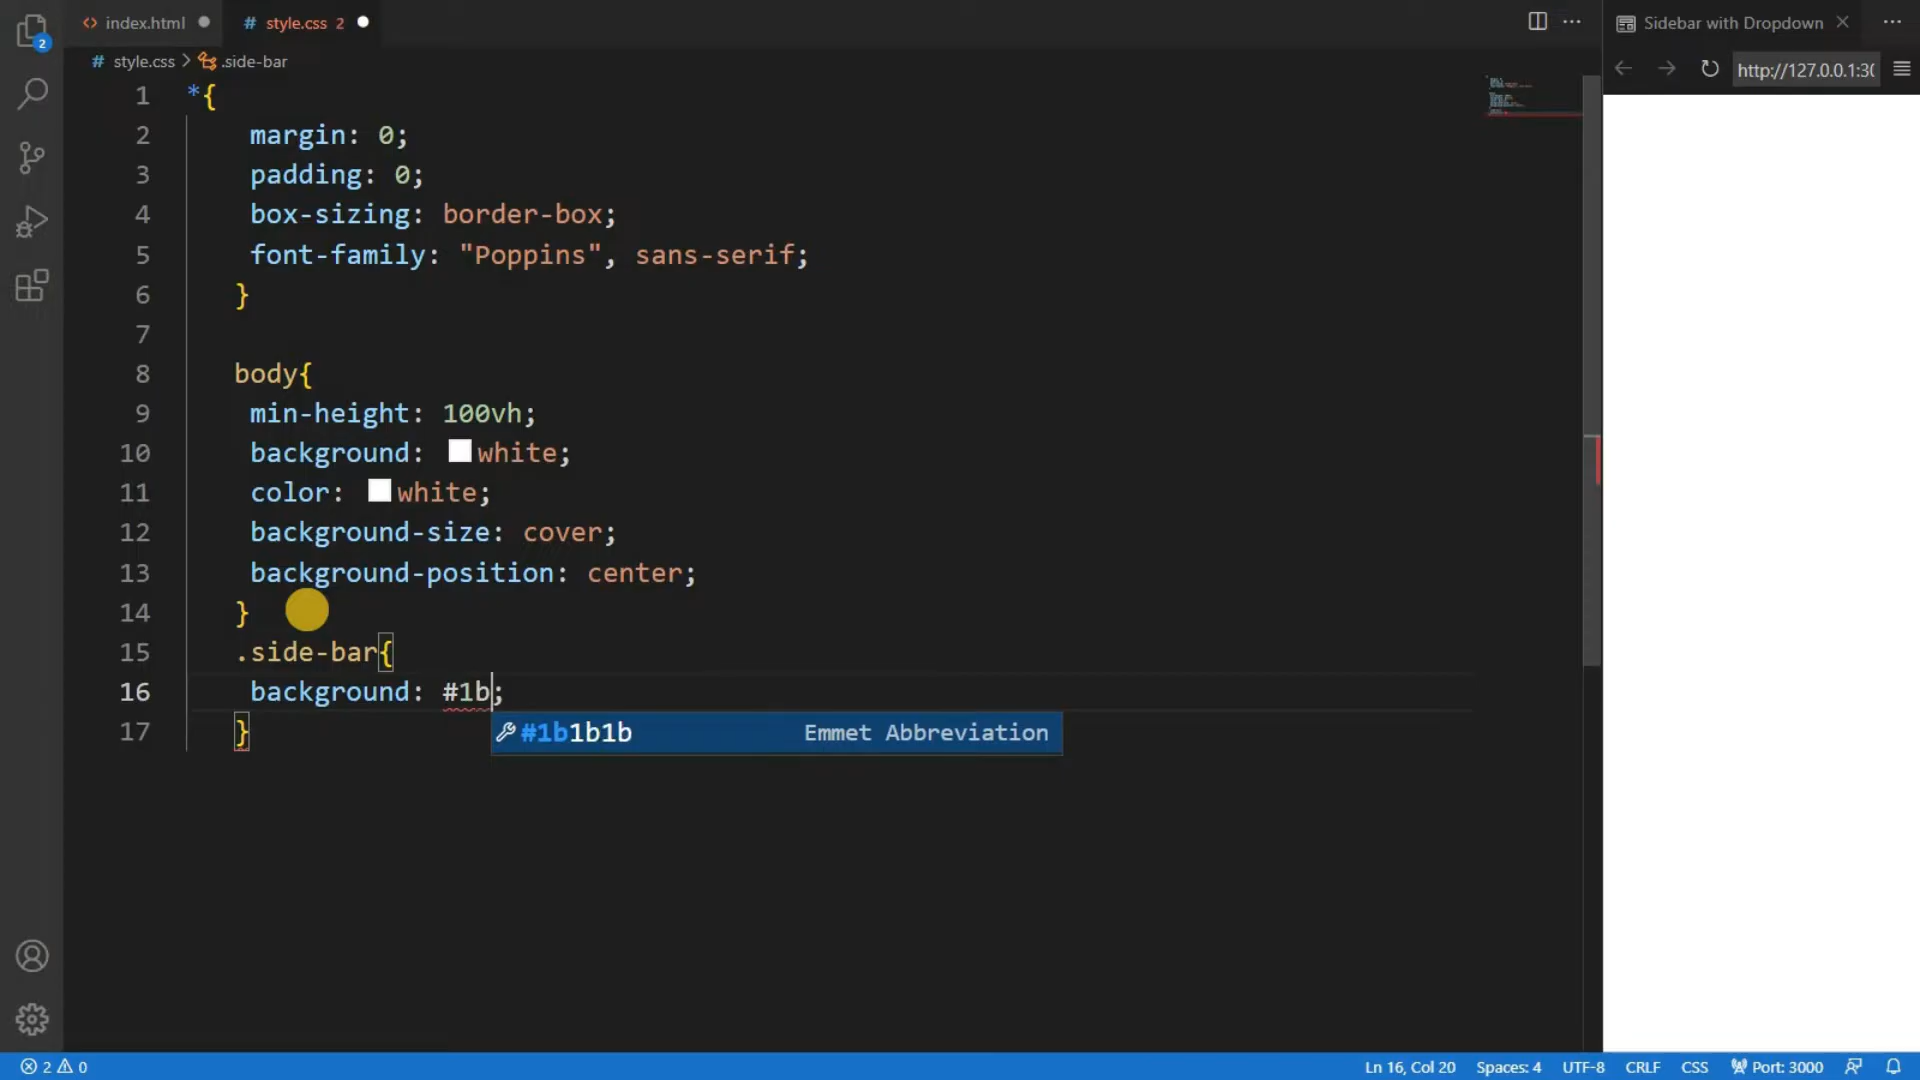 index.html
style.css 2
Sidebar with Dropdown
style.css > .side-bar
http://127.0.0.1:3(
1 *{
2 margin: 0;
3 padding: 0;
4 box-sizing: border-box;
5 font-family: "Poppins", sans-serif;
6 }
7
8 body{
9 min-height: 100vh;
10 background: white;
11 color: white;
12 background-size: cover;
13 background-position: center;
14 }
15 .side-bar{
16 background: #1b;
17 }
#1b1b1b Emmet Abbreviation
2
2 0
Ln 16, Col 20 Spaces: 4 UTF-8 CRLF CSS Port: 3000